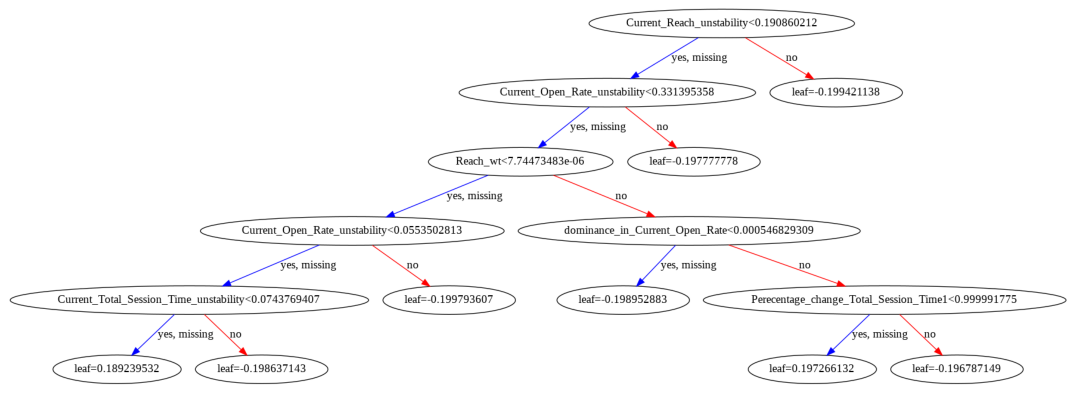 Current_Reach_unstability<0.190860212
yes, missing
no
Current_Open_Rate_unstability<0.331395358
leaf=-0.199421138
yes, missing
no
Reach_wt<7.74473483e-06
leaf=-0.197777778
yes, missing
no
Current_Open_Rate_unstability<0.0553502813
dominance_in_Current_Open_Rate<0.000546829309
yes, missing
no
yes, missing
no
Current_Total_Session_Time_unstability<0.0743769407
leaf=-0.199793607
leaf=-0.198952883
Perecentage_change_Total_Session_Time1<0.999991775
yes, missing
no
yes, missing
no
leaf=0.189239532
leaf=-0.198637143
leaf=0.197266132
leaf=-0.196787149